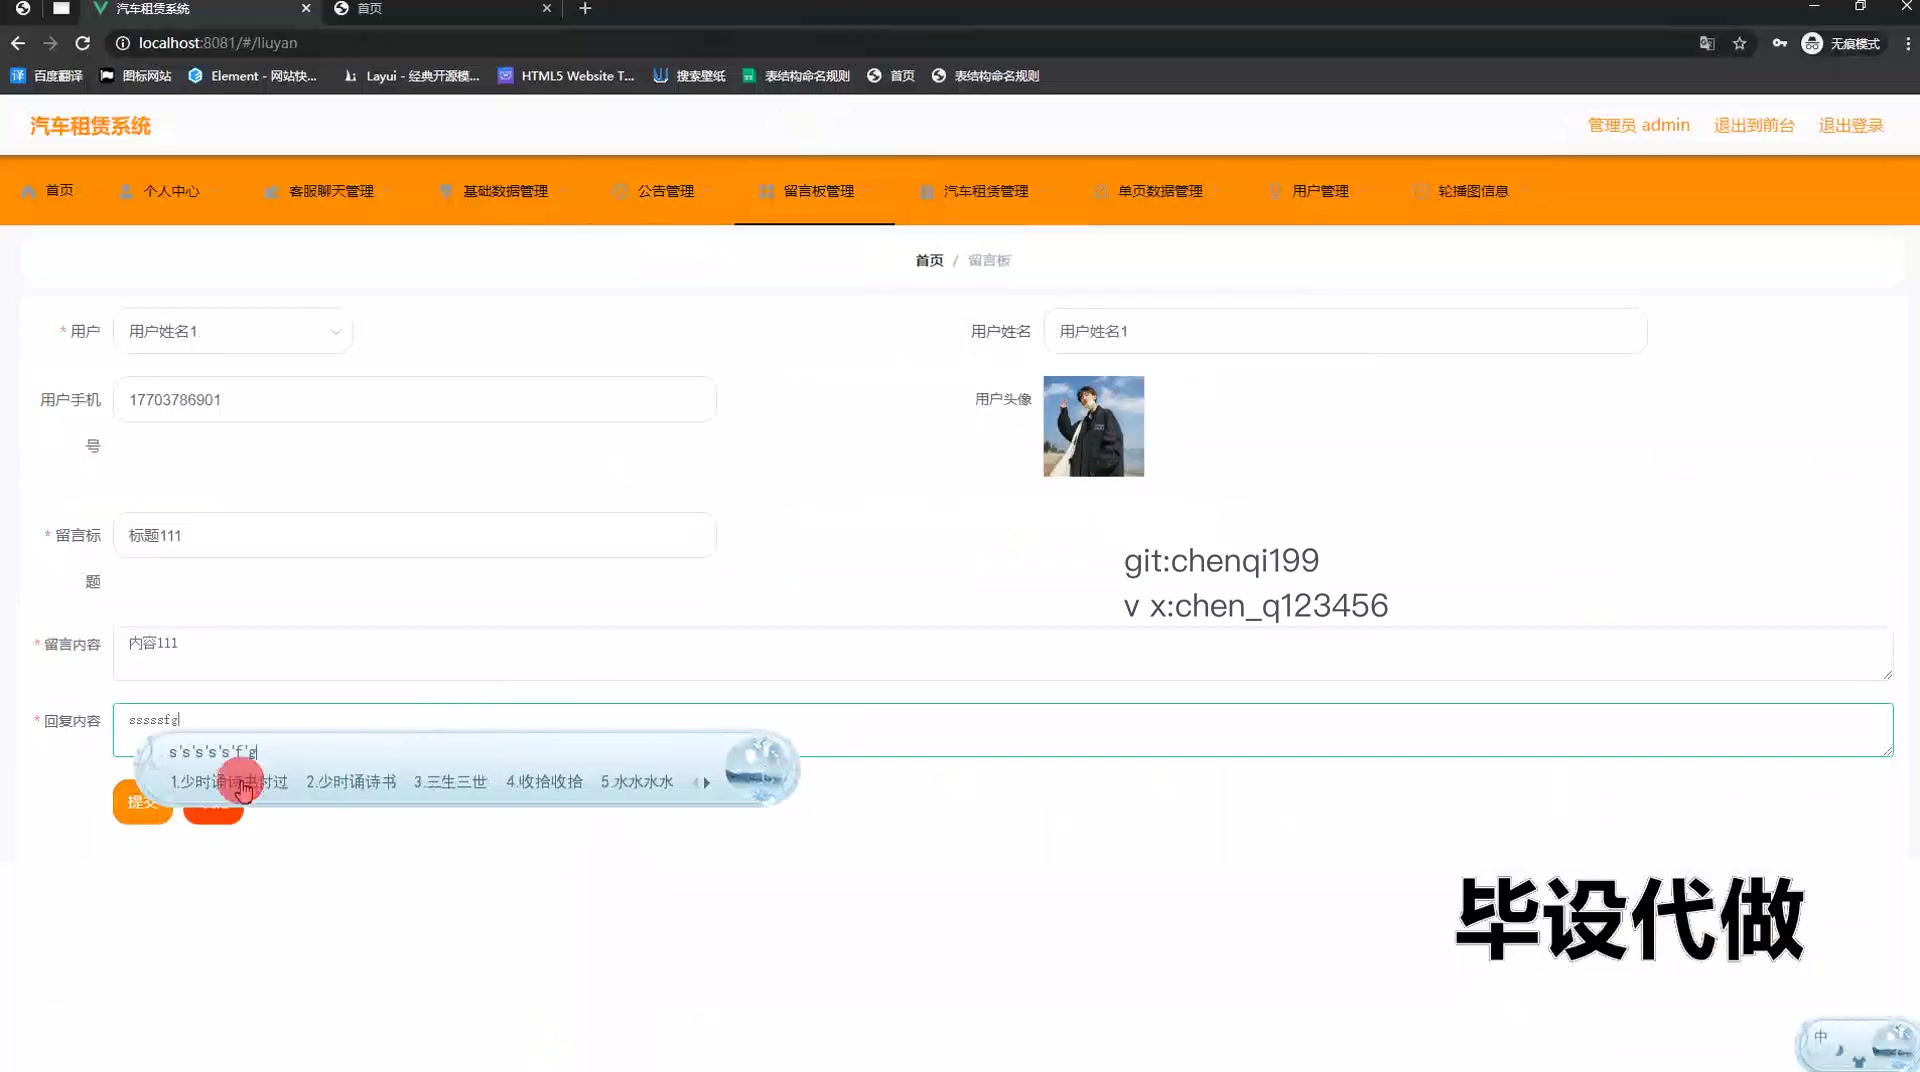 汽车租赁系统
首页
localhost:8081/#/liuyan
无痕模式
百度翻译
图标网站
Element - 网站快...
Layui - 经典开源模...
HTML5 Website T...
搜索壁纸
表结构命名规则
首页
表结构命名规则
汽车租赁系统
管理员 admin
退出到前台
退出登录
首页
个人中心
客服聊天管理
基础数据管理
公告管理
留言板管理
汽车租赁管理
单页数据管理
用户管理
轮播图信息
首页 / 留言板
* 用户
用户姓名1
用户姓名
用户姓名1
用户手机号
17703786901
用户头像
* 留言标题
标题111
git:chenqi199
v x:chen_q123456
* 留言内容
内容111
* 回复内容
sssssfg
s's's's's'f'g
1.少时诵诗书时过 2.少时诵诗书 3.三生三世 4.收拾收拾 5.水水水水
提交
毕设代做
中